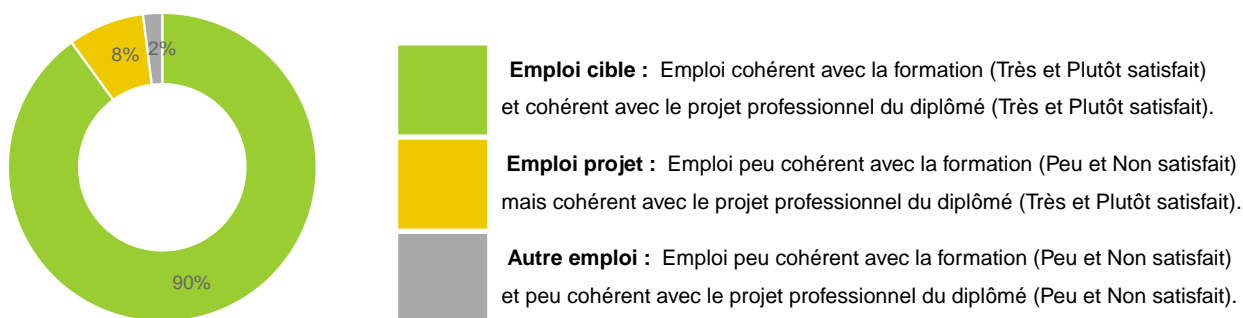 8%
2%
90%
Emploi cible : Emploi cohérent avec la formation (Très et Plutôt satisfait)
et cohérent avec le projet professionnel du diplômé (Très et Plutôt satisfait).
Emploi projet : Emploi peu cohérent avec la formation (Peu et Non satisfait)
mais cohérent avec le projet professionnel du diplômé (Très et Plutôt satisfait).
Autre emploi : Emploi peu cohérent avec la formation (Peu et Non satisfait)
et peu cohérent avec le projet professionnel du diplômé (Peu et Non satisfait).